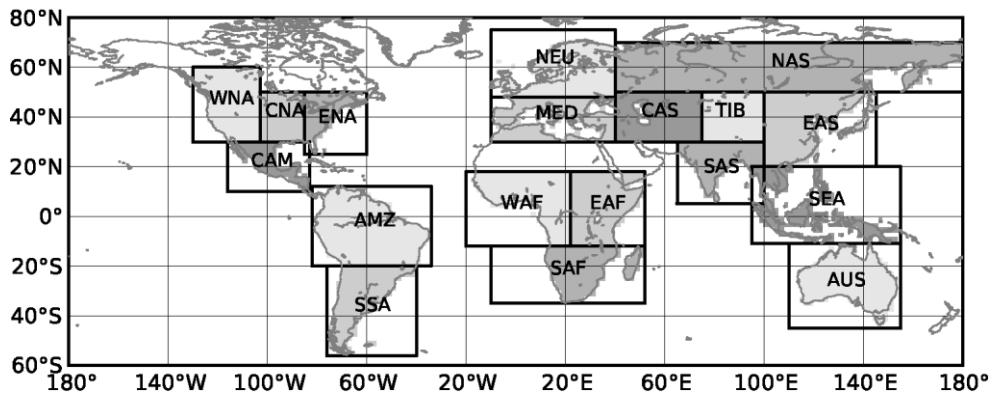 80°N
60°N
40°N
20°N
0°
20°S
40°S
60°S
NEU
NAS
WNA
CNA
ENA
MED
CAS
TIB
EAS
CAM
SAS
WAF
EAF
SEA
AMZ
SAF
AUS
SSA
180° 140°W 100°W 60°W 20°W 20°E 60°E 100°E 140°E 180°